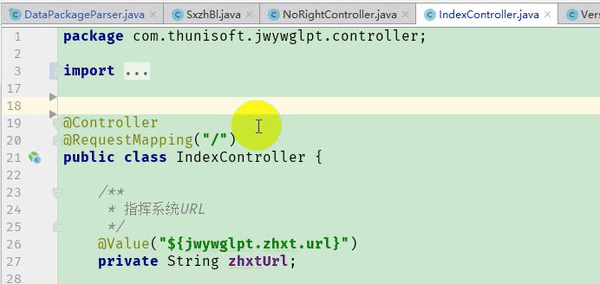 DataPackageParser.java
SxzhBl.java
NoRightController.java
IndexController.java
Vers
1 package com.thunisoft.jwywglpt.controller;
2
3 import ...
17
18
19 @Controller
20 @RequestMapping("/")
21 public class IndexController {
22
23 /**
24 * 指挥系统URL
25 */
26 @Value("${jwywglpt.zhxt.url}")
27 private String zhxtUrl;
28